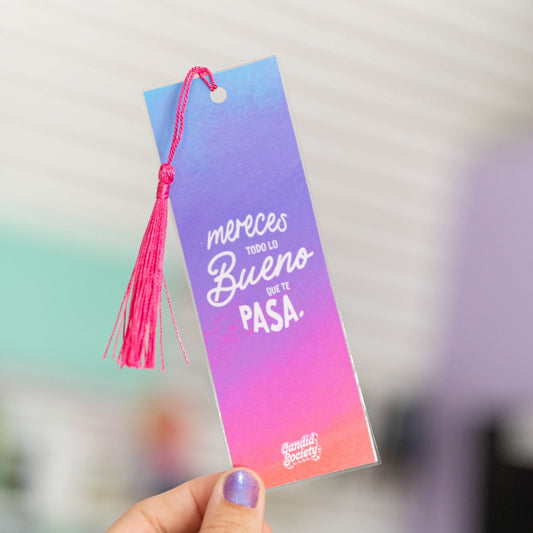 mereces
TODO LO
Bueno
QUE TE
PASA.
Candid
Society